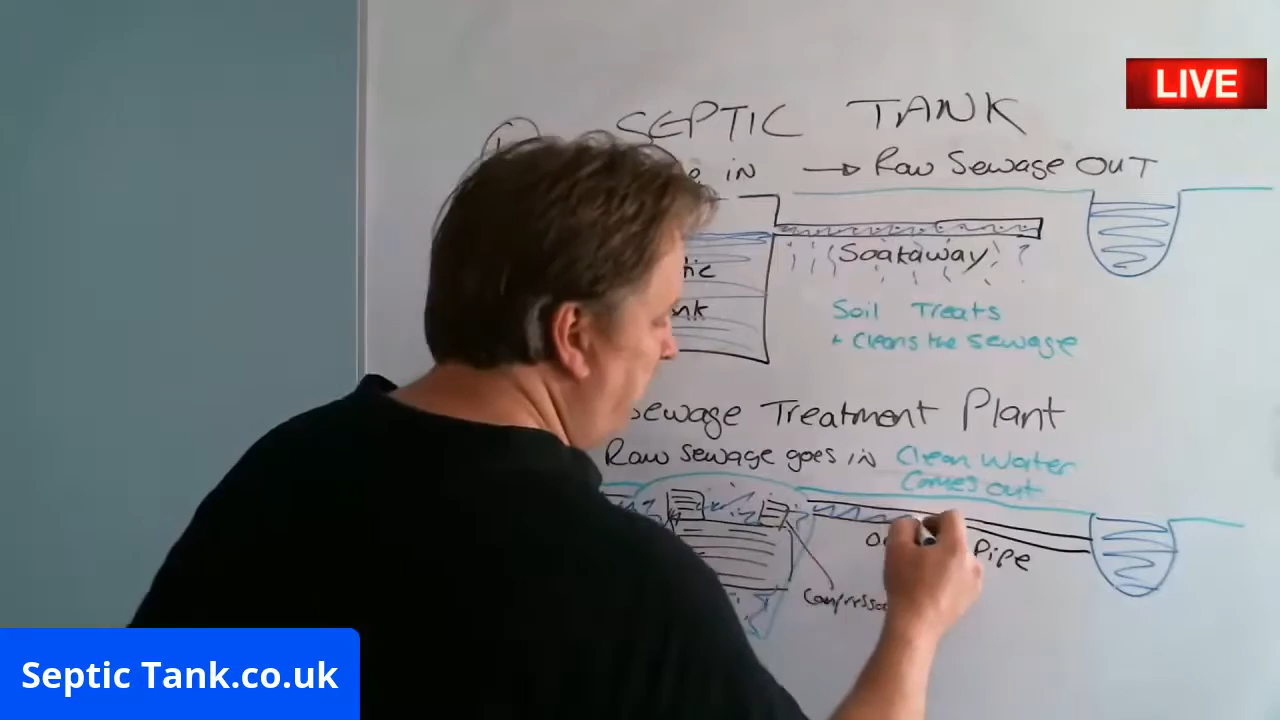 LIVE
SEPTIC TANK
IN → Raw Sewage OUT
Soakaway
Soil Treats
+ Cleans the Sewage
Sewage Treatment Plant
Raw Sewage goes in Clean Water
Comes out
Pipe
Compressor
Septic Tank.co.uk